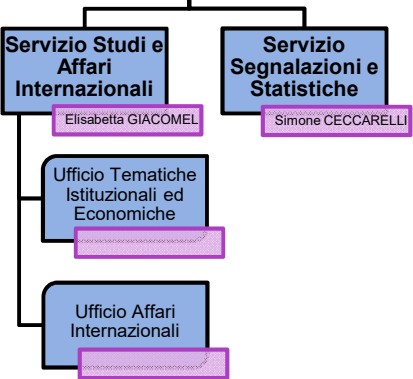 Servizio Studi e
Affari
Internazionali
Elisabetta GIACOMEL
Servizio
Segnalazioni e
Statistiche
Simone CECCARELLI
Ufficio Tematiche
Istituzionali ed
Economiche
Ufficio Affari
Internazionali